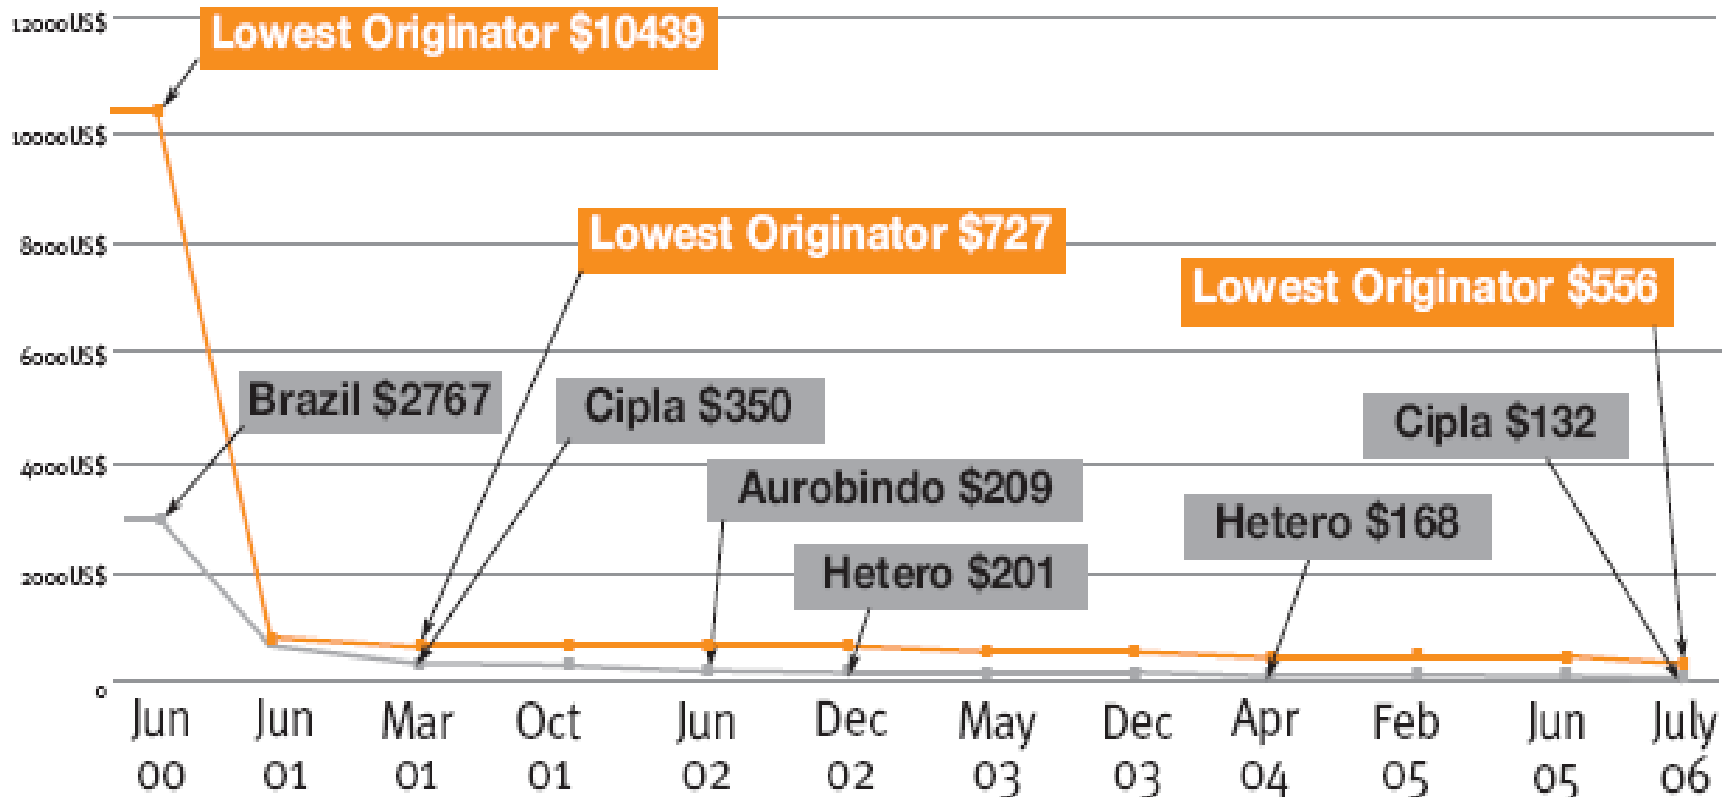 12000US$
Lowest Originator $10439
10000US$
Lowest Originator $727
8000US$
Lowest Originator $556
6000US$
Brazil $2767
Cipla $350
Cipla $132
4000US$
Aurobindo $209
Hetero $168
2000US$
Hetero $201
0
Jun Jun Mar Oct Jun Dec May Dec Apr Feb Jun July
00 01 01 01 02 02 03 03 04 05 05 06